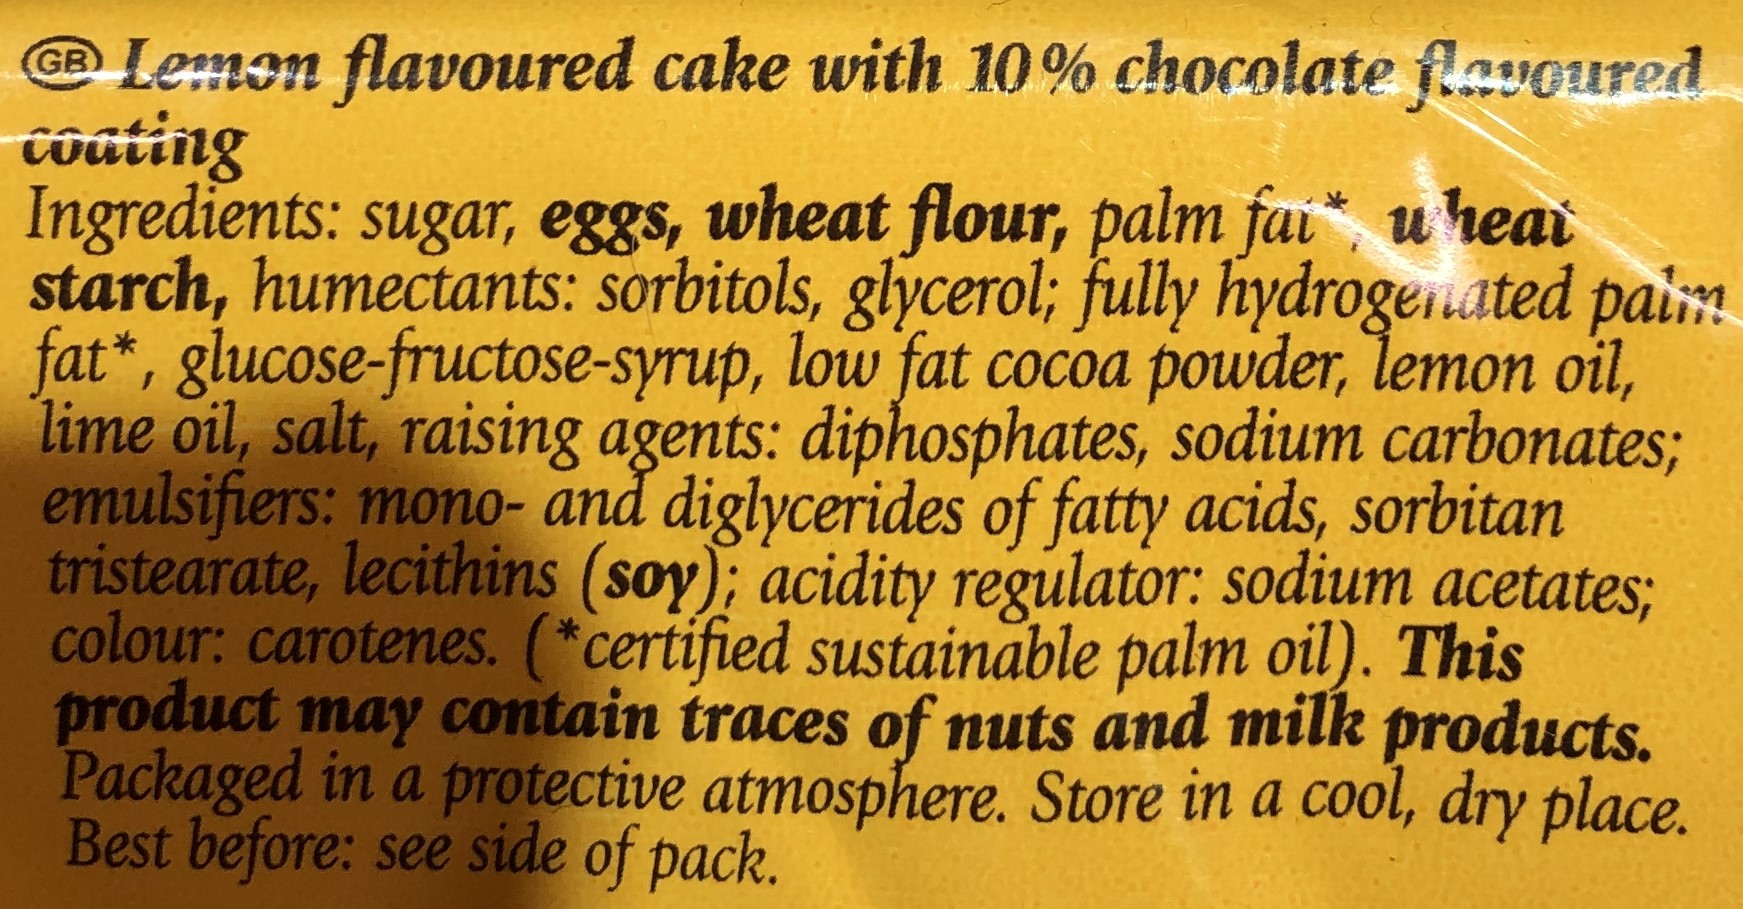 GB Lemon flavoured cake with 10% chocolate flavoured
coating
Ingredients: sugar, eggs, wheat flour, palm fat*, wheat
starch, humectants: sorbitols, glycerol; fully hydrogenated palm
fat*, glucose-fructose-syrup, low fat cocoa powder, lemon oil,
lime oil, salt, raising agents: diphosphates, sodium carbonates;
emulsifiers: mono- and diglycerides of fatty acids, sorbitan
tristearate, lecithins (soy); acidity regulator: sodium acetates;
colour: carotenes. (*certified sustainable palm oil). This
product may contain traces of nuts and milk products.
Packaged in a protective atmosphere. Store in a cool, dry place.
Best before: see side of pack.